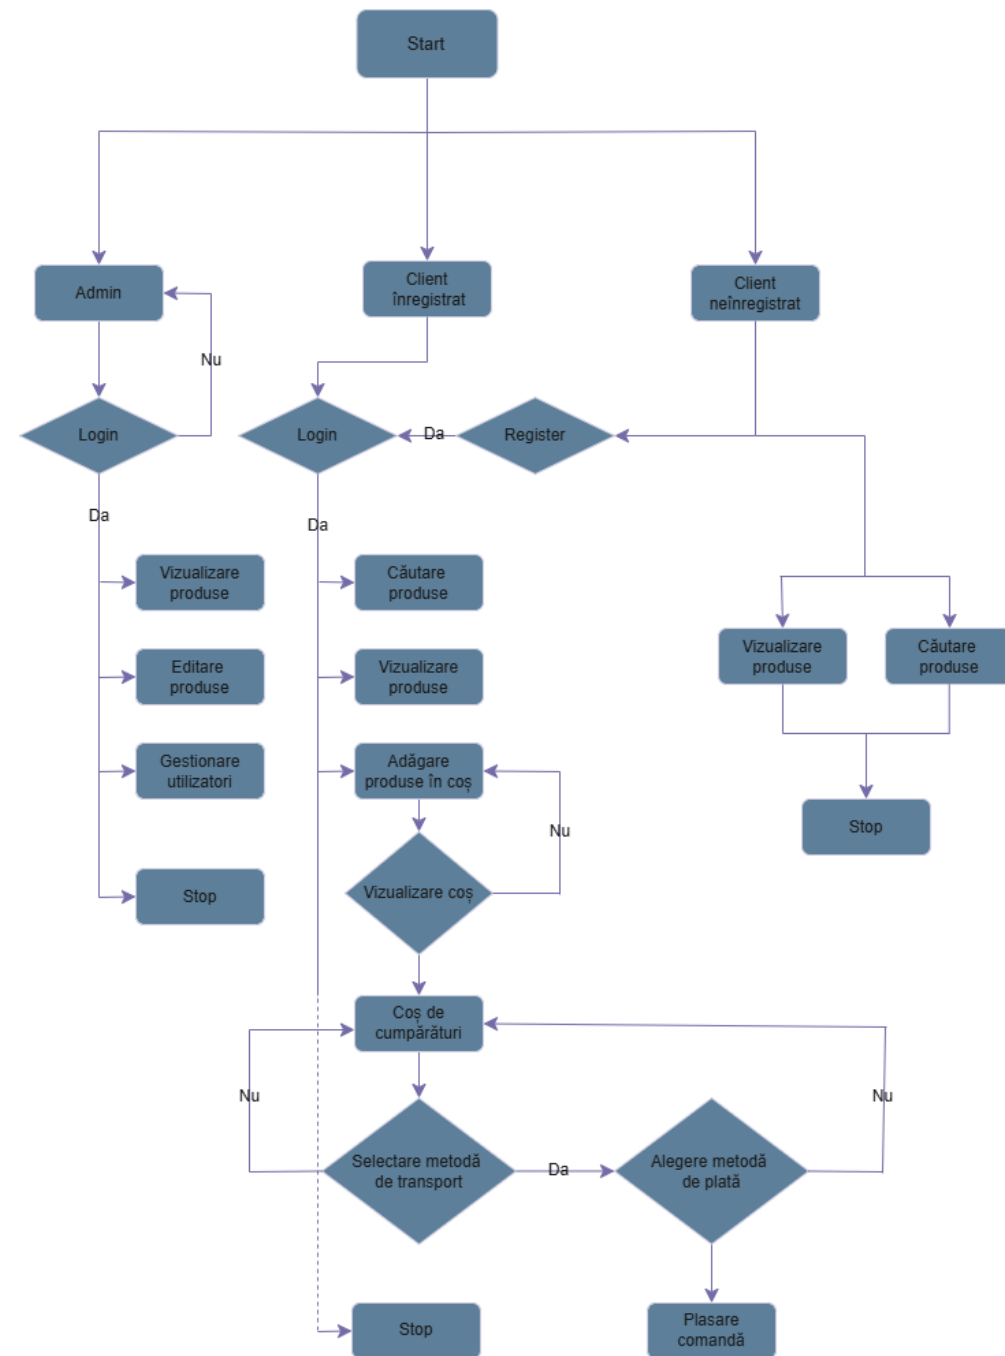 Start
Admin
Client
înregistrat
Client
neînregistrat
Nu
Login
Login
Da
Register
Da
Da
Vizualizare
produse
Căutare
produse
Editare
produse
Vizualizare
produse
Vizualizare
produse
Căutare
produse
Gestionare
utilizatori
Adăgare
produse în coș
Nu
Stop
Stop
Vizualizare coș
Coș de
cumpărături
Nu
Nu
Selectare metodă
de transport
Da
Alegere metodă
de plată
Stop
Plasare
comandă